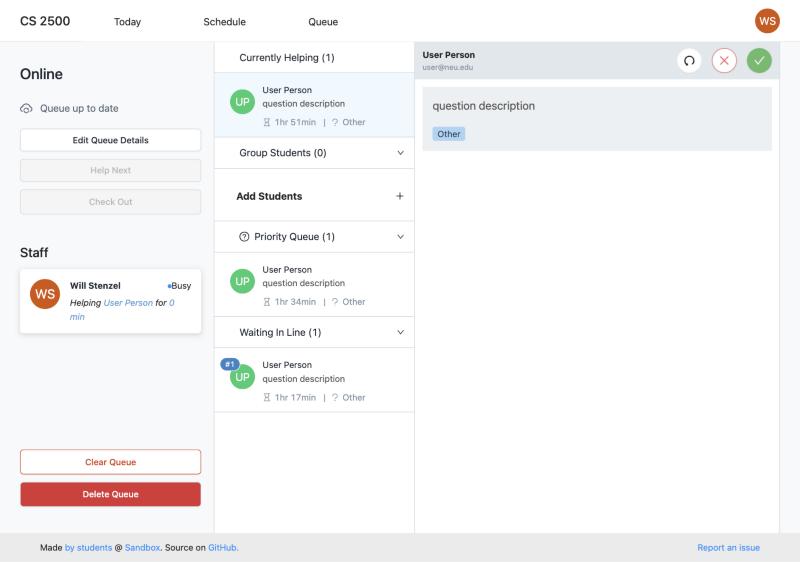 CS 2500
Today
Schedule
Queue
WS
Online
Queue up to date
Edit Queue Details
Help Next
Check Out
Staff
WS
Will Stenzel
Busy
Helping User Person for 0
min
Clear Queue
Delete Queue
Currently Helping (1)
UP
User Person
question description
1hr 51min | ? Other
Group Students (0)
Add Students +
? Priority Queue (1)
UP
User Person
question description
1hr 34min | ? Other
Waiting In Line (1)
#1
UP
User Person
question description
1hr 17min | ? Other
User Person
user@neu.edu
question description
Other
Made by students @ Sandbox. Source on GitHub.
Report an issue